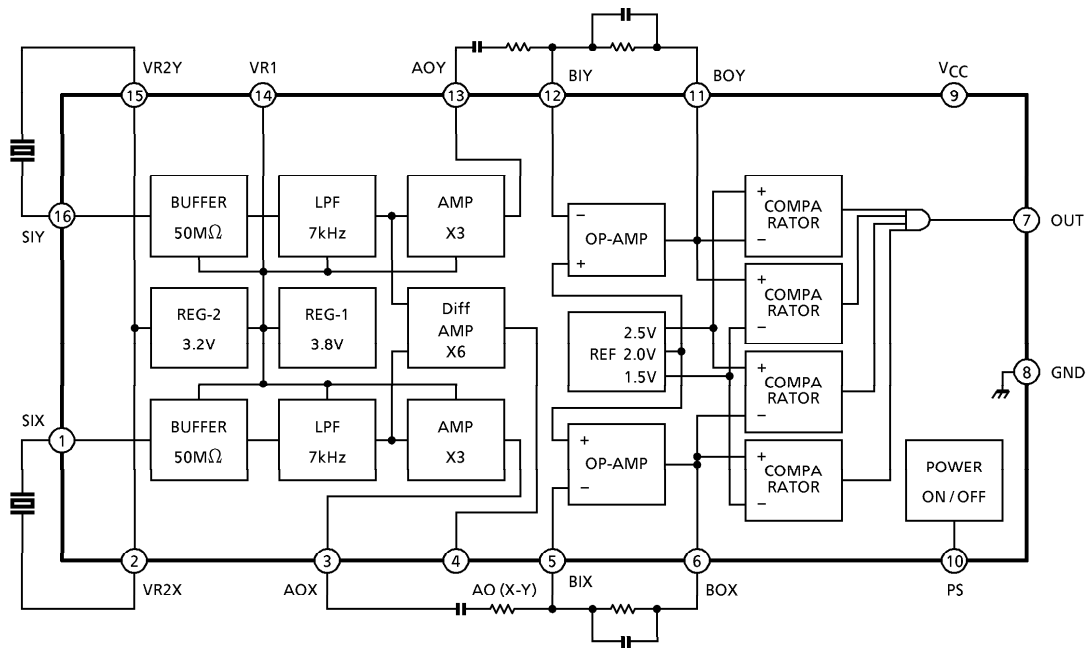 VR2Y
VR1
AOY
BIY
BOY
VCC
15
14
13
12
11
9
16
SIY
BUFFER
50MΩ
LPF
7kHz
AMP
X3
−
OP-AMP
+
+
COMPA
RATOR
−
7
OUT
+
COMPA
RATOR
−
REG-2
3.2V
REG-1
3.8V
Diff
AMP
X6
2.5V
REF 2.0V
1.5V
+
COMPA
RATOR
−
8
GND
SIX
1
BUFFER
50MΩ
LPF
7kHz
AMP
X3
+
OP-AMP
−
+
COMPA
RATOR
−
POWER
ON / OFF
2
3
4
5
6
10
VR2X
AOX
AO (X-Y)
BIX
BOX
PS